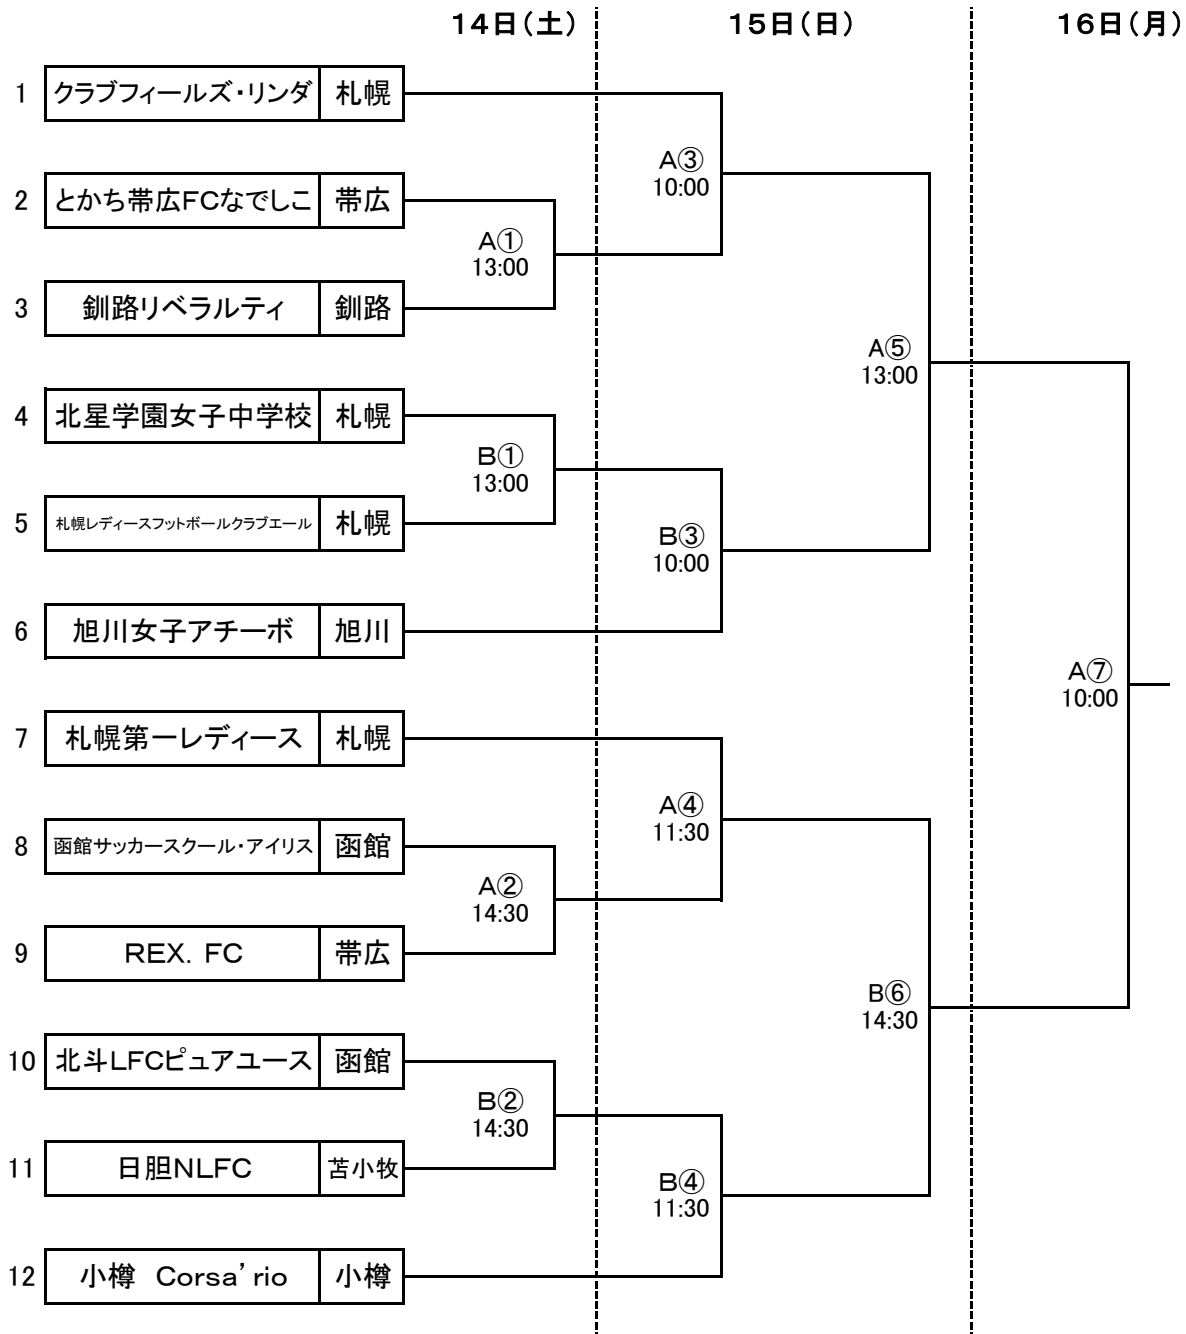 14日(土) 15日(日) 16日(月)
1 クラブフィールズ・リンダ 札幌
A③
10:00
2 とかち帯広FCなでしこ 帯広
A①
13:00
3 釧路リベラルティ 釧路
A⑤
13:00
4 北星学園女子中学校 札幌
B①
13:00
5 札幌レディースフットボールクラブエール 札幌
B③
10:00
6 旭川女子アチーボ 旭川
A⑦
10:00
7 札幌第一レディース 札幌
A④
11:30
8 函館サッカースクール・アイリス 函館
A②
14:30
9 REX. FC 帯広
B⑥
14:30
10 北斗LFCピュアユース 函館
B②
14:30
11 日胆NLFC 苫小牧
B④
11:30
12 小樽 Corsa'rio 小樽